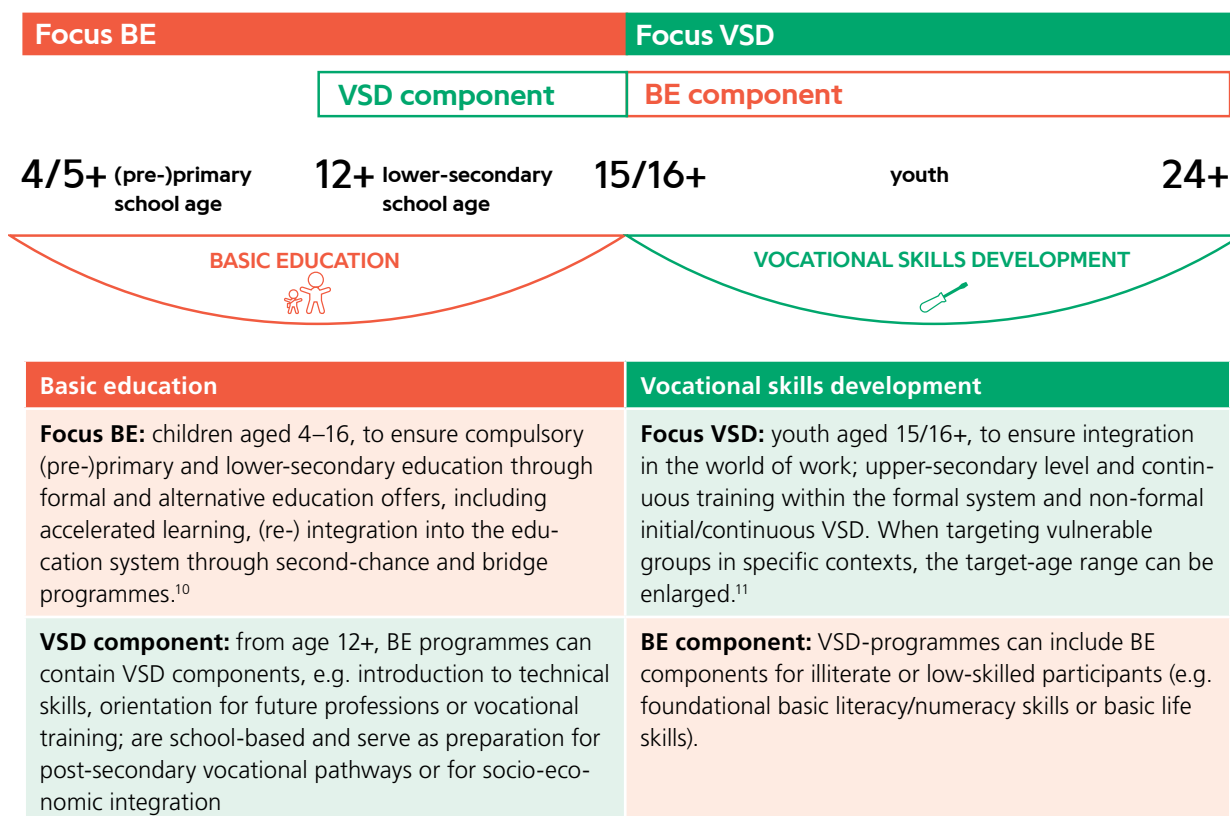 Focus BE
Focus VSD
VSD component
BE component
4/5+ (pre-)primary
school age
12+ lower-secondary
school age
15/16+
youth
24+
BASIC EDUCATION
VOCATIONAL SKILLS DEVELOPMENT
Basic education
Focus BE: children aged 4–16, to ensure compulsory
(pre-)primary and lower-secondary education through
formal and alternative education offers, including
accelerated learning, (re-) integration into the edu-
cation system through second-chance and bridge
programmes.¹⁰
VSD component: from age 12+, BE programmes can
contain VSD components, e.g. introduction to technical
skills, orientation for future professions or vocational
training; are school-based and serve as preparation for
post-secondary vocational pathways or for socio-eco-
nomic integration
Vocational skills development
Focus VSD: youth aged 15/16+, to ensure integration
in the world of work; upper-secondary level and contin-
uous training within the formal system and non-formal
initial/continuous VSD. When targeting vulnerable
groups in specific contexts, the target-age range can be
enlarged.¹¹
BE component: VSD-programmes can include BE
components for illiterate or low-skilled participants (e.g.
foundational basic literacy/numeracy skills or basic life
skills).